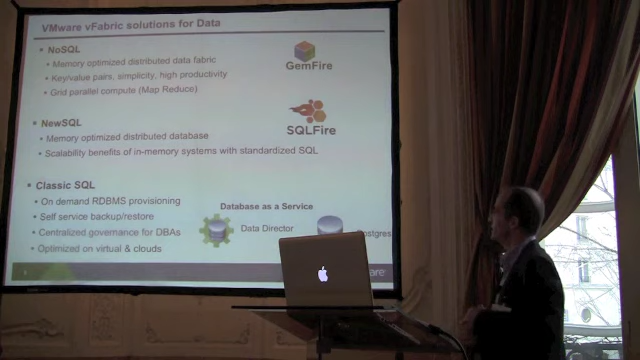 VMware vFabric solutions for Data
• NoSQL
• Memory optimized distributed data fabric
• Key/value pairs, simplicity, high productivity
• Grid parallel compute (Map Reduce)
GemFire
• NewSQL
• Memory optimized distributed database
• Scalability benefits of in-memory systems with standardized SQL
SQLFire
• Classic SQL
• On demand RDBMS provisioning
• Self service backup/restore
• Centralized governance for DBAs
• Optimized on virtual & clouds
Database as a Service
Data Director
Postgres
ware